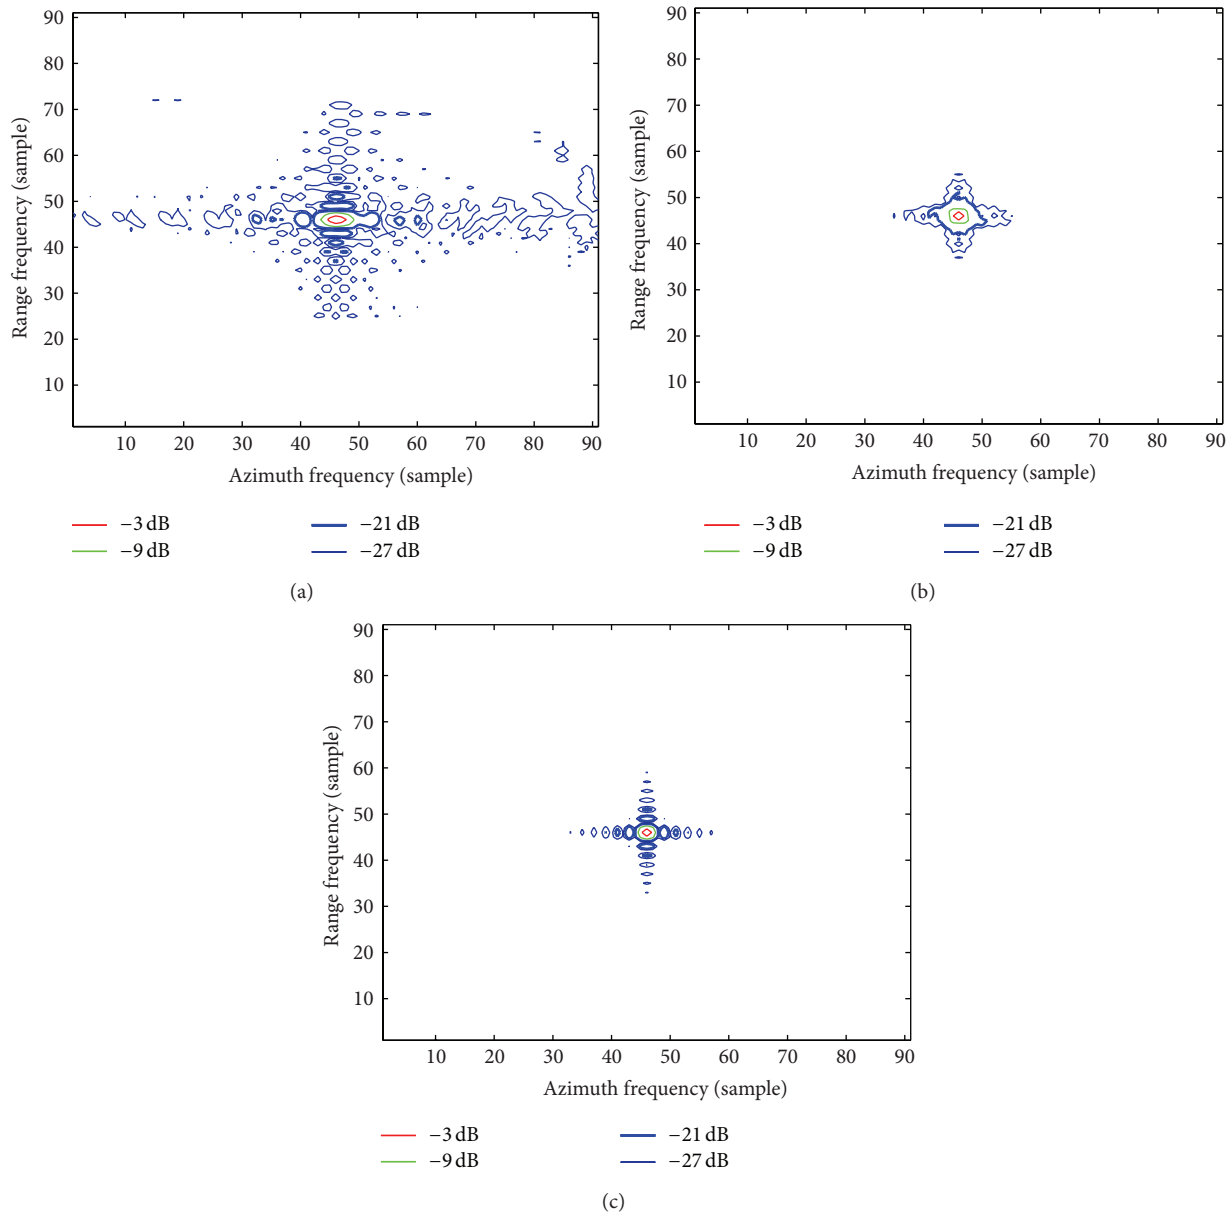 90
80
70
60
50
40
30
20
10
Range frequency (sample)
10 20 30 40 50 60 70 80 90
Azimuth frequency (sample)
−3 dB −21 dB
−9 dB −27 dB
(a)
90
80
70
60
50
40
30
20
10
Range frequency (sample)
10 20 30 40 50 60 70 80 90
Azimuth frequency (sample)
−3 dB −21 dB
−9 dB −27 dB
(b)
90
80
70
60
50
40
30
20
10
Range frequency (sample)
10 20 30 40 50 60 70 80 90
Azimuth frequency (sample)
−3 dB −21 dB
−9 dB −27 dB
(c)